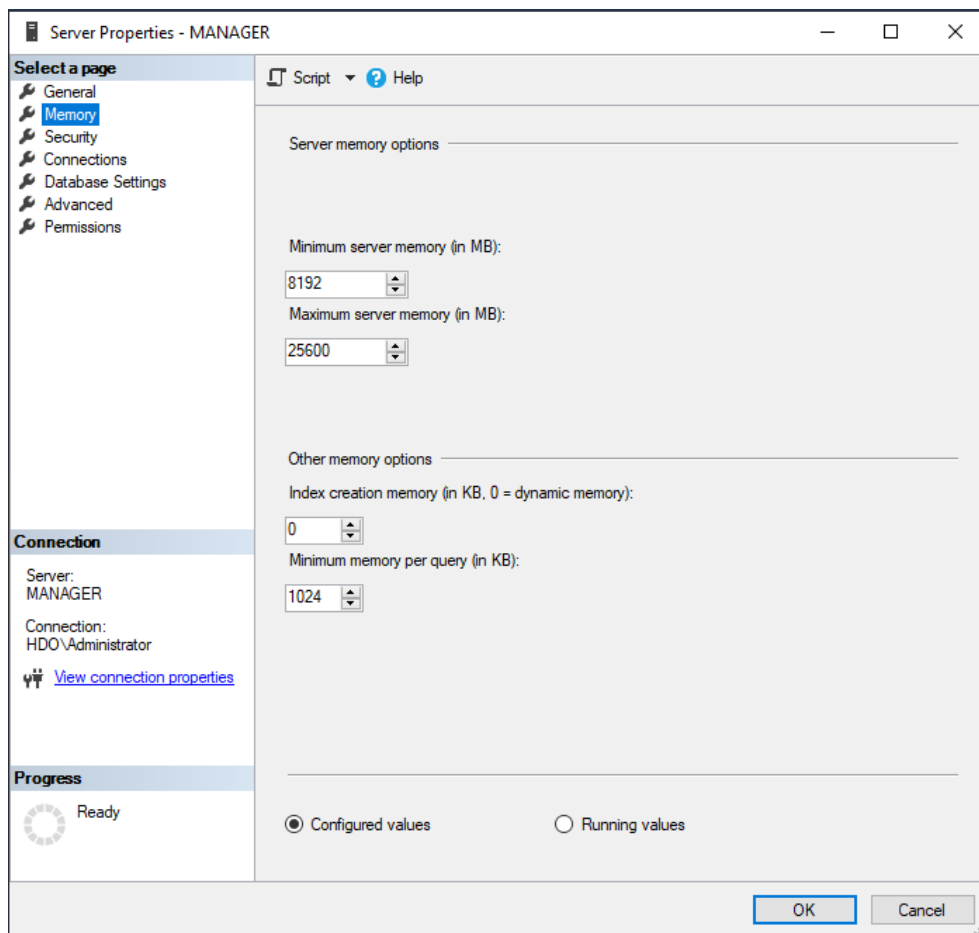 Server Properties - MANAGER
Select a page
General
Memory
Security
Connections
Database Settings
Advanced
Permissions
Script
Help
Server memory options
Minimum server memory (in MB):
8192
Maximum server memory (in MB):
25600
Other memory options
Index creation memory (in KB, 0 = dynamic memory):
0
Minimum memory per query (in KB):
1024
Connection
Server:
MANAGER
Connection:
HDO\Administrator
View connection properties
Progress
Ready
Configured values
Running values
OK
Cancel